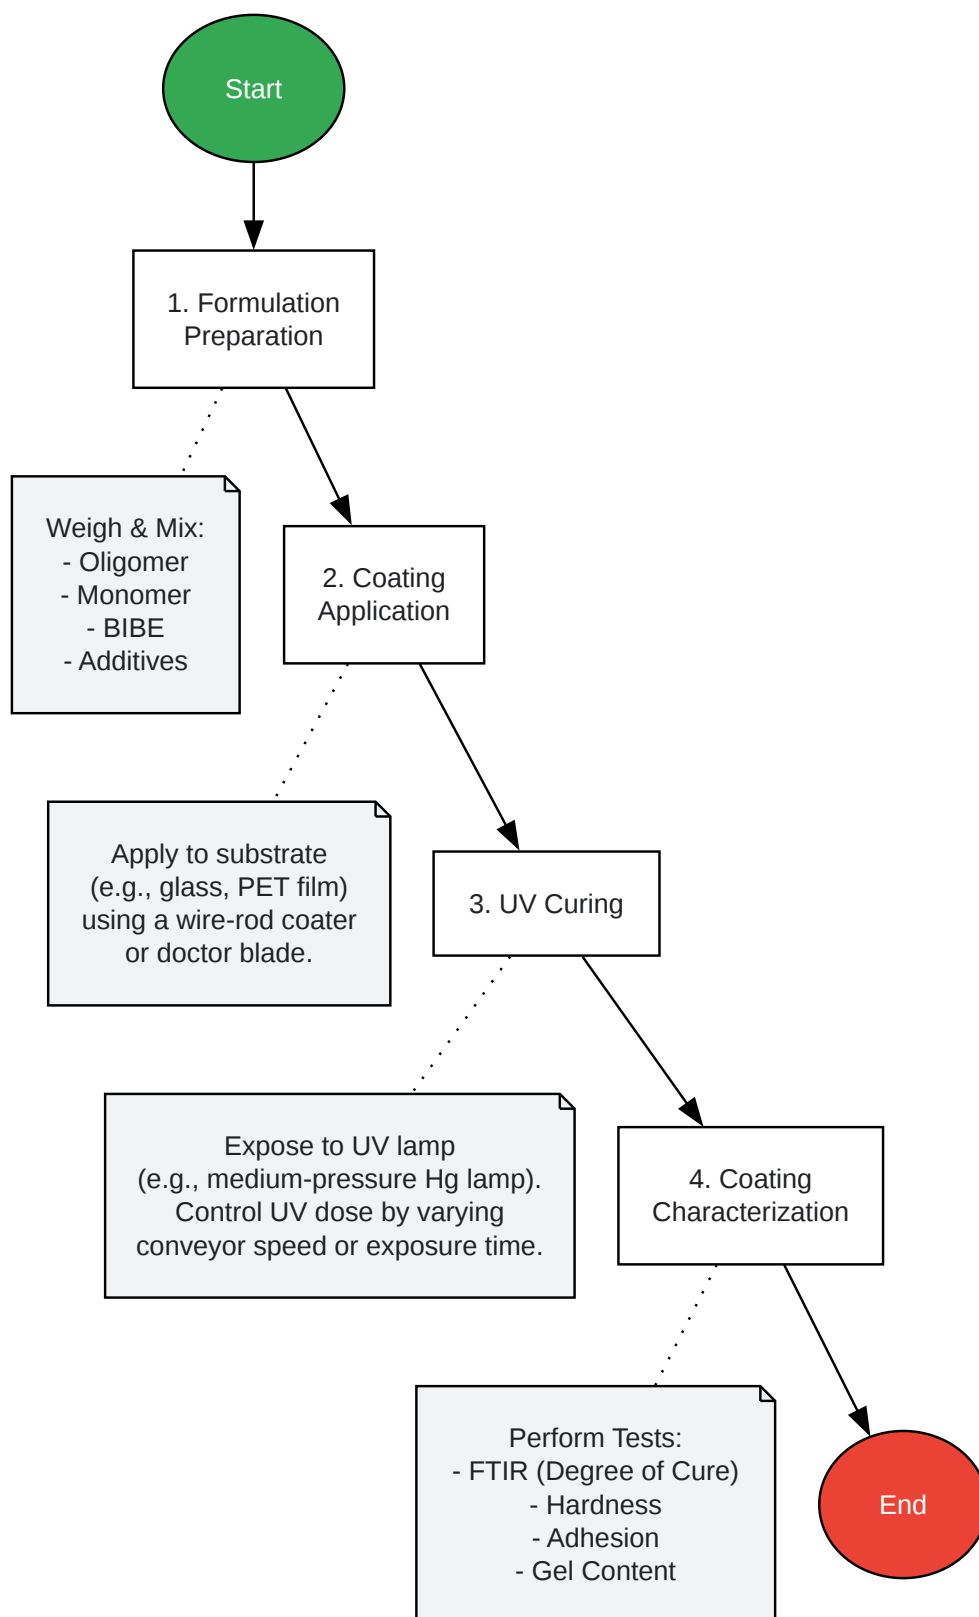 Start
1. Formulation
Preparation
Weigh & Mix:
- Oligomer
- Monomer
- BIBE
- Additives
2. Coating
Application
Apply to substrate
(e.g., glass, PET film)
using a wire-rod coater
or doctor blade.
3. UV Curing
Expose to UV lamp
(e.g., medium-pressure Hg lamp).
Control UV dose by varying
conveyor speed or exposure time.
4. Coating
Characterization
Perform Tests:
- FTIR (Degree of Cure)
- Hardness
- Adhesion
- Gel Content
End